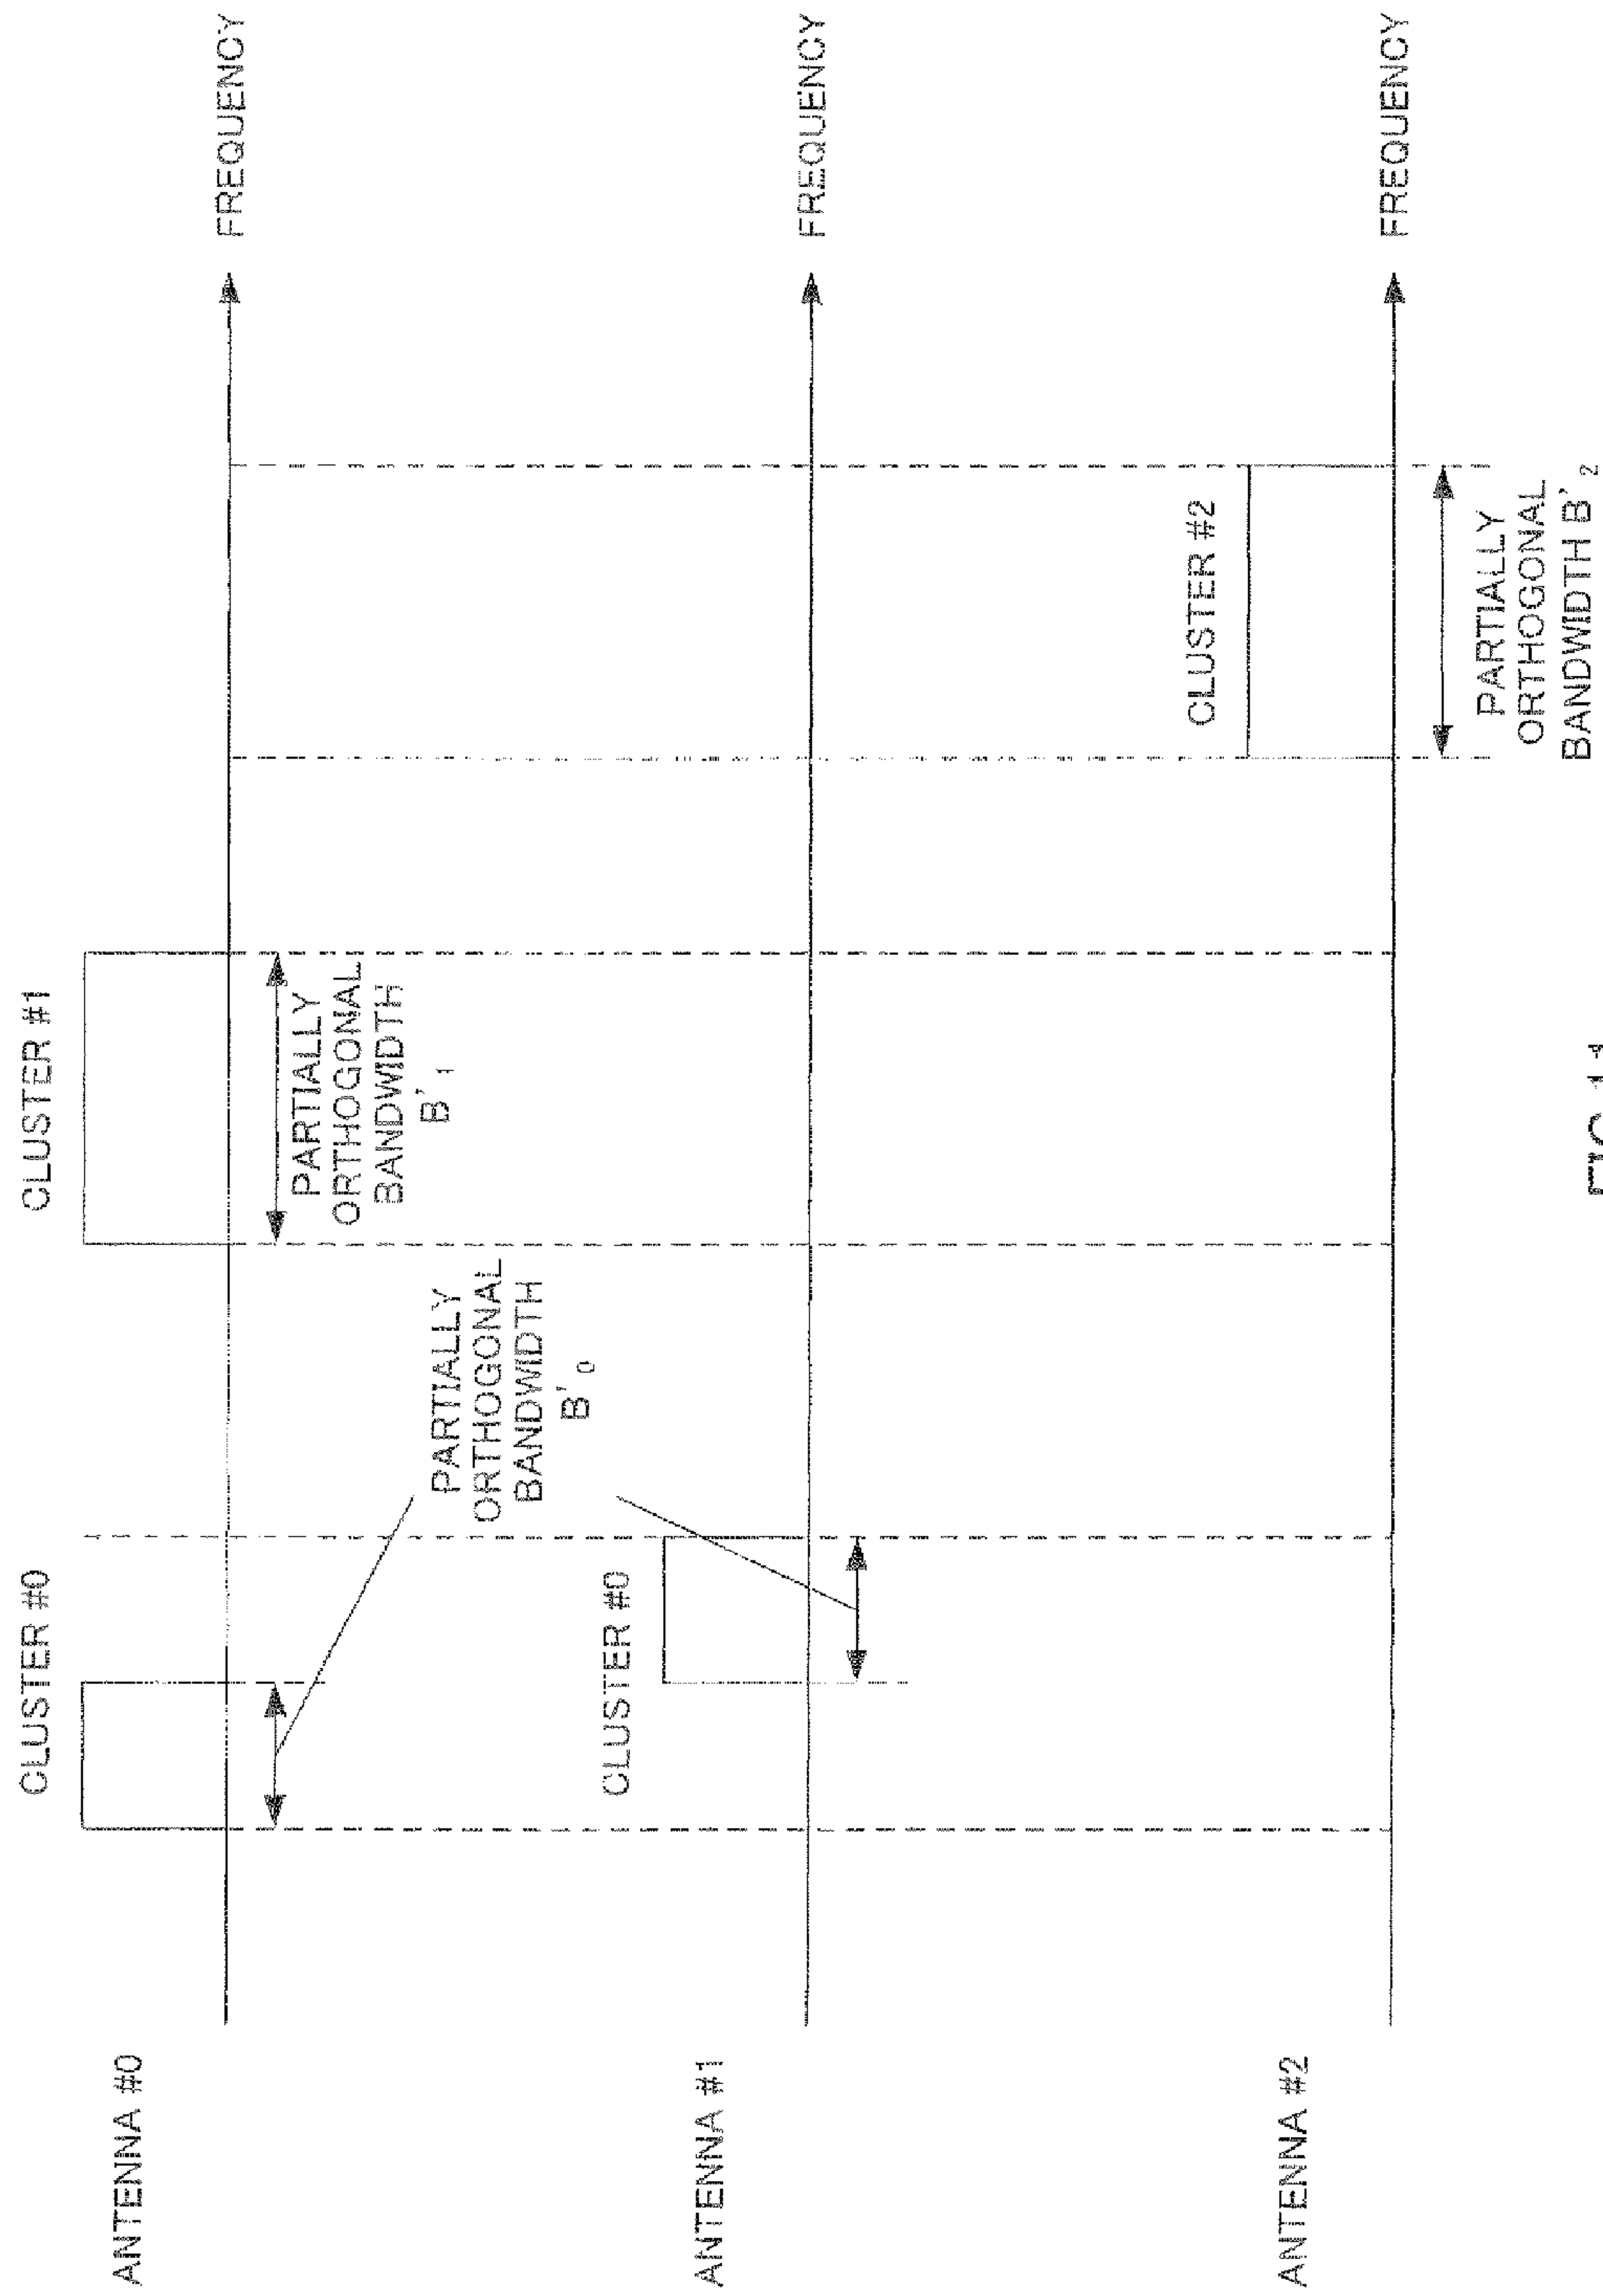 CLUSTER #0
CLUSTER #1
ANTENNA #0
FREQUENCY
PARTIALLY
ORTHOGONAL
BANDWIDTH
B'1
PARTIALLY
ORTHOGONAL
BANDWIDTH
B'0
CLUSTER #0
ANTENNA #1
FREQUENCY
CLUSTER #2
ANTENNA #2
FREQUENCY
PARTIALLY
ORTHOGONAL
BANDWIDTH B'2